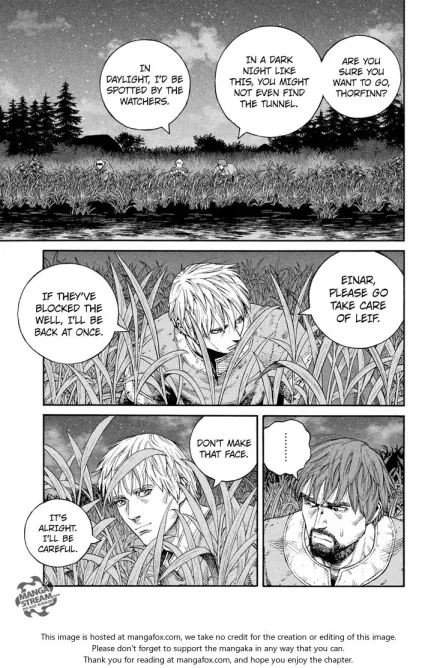 ARE YOU
SURE YOU
WANT TO GO,
THORFINN?
IN A DARK
NIGHT LIKE
THIS, YOU MIGHT
NOT EVEN FIND
THE TUNNEL.
IN
DAYLIGHT, I'D BE
SPOTTED BY THE
WATCHERS.
EINAR,
PLEASE GO
TAKE CARE
OF LEIF.
IF THEY'VE
BLOCKED THE
WELL, I'LL BE
BACK AT ONCE.
........
DON'T MAKE
THAT FACE.
IT'S
ALRIGHT.
I'LL BE
CAREFUL.
MANGA
STREAM
This image is hosted at mangafox.com, we take no credit for the creation or editing of this image.
Please don't forget to support the mangaka in any way that you can.
Thank you for reading at mangafox.com, and hope you enjoy the chapter.